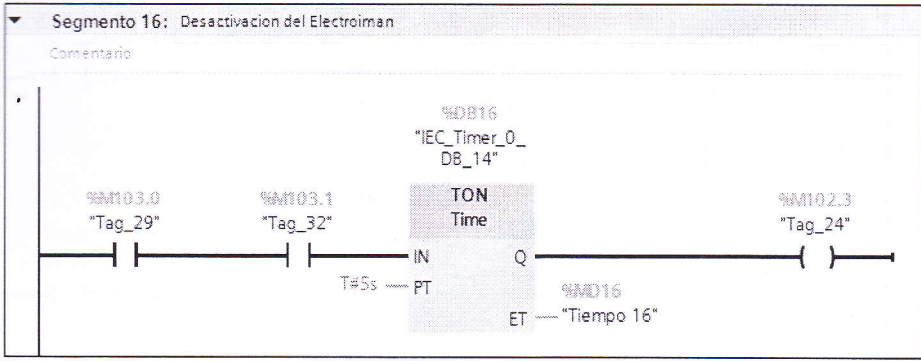 Segmento 16: Desactivacion del Electroiman
Comentario
%DB16
"IEC_Timer_0_
DB_14"
%M103.0
"Tag_29"
%M103.1
"Tag_32"
TON
Time
%M102.3
"Tag_24"
IN
Q
T#5s
PT
%MD16
ET
"Tiempo 16"